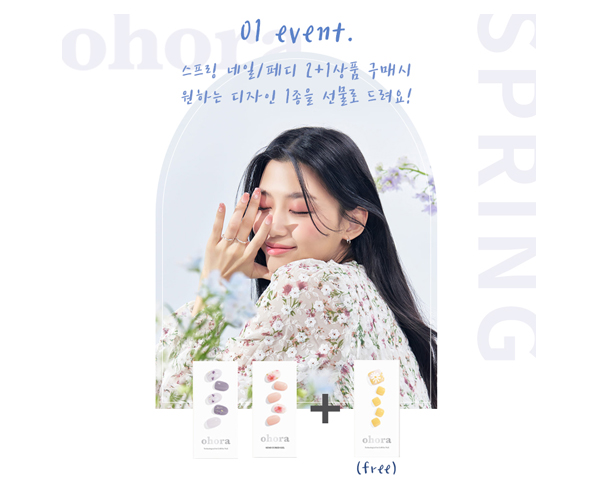 ohora
01 event.
스프링 네일/페디 2+1상품 구매시
원하는 디자인 1종을 선물로 드려요!
SPRING
ohora
ohora
+
ohora
(free)